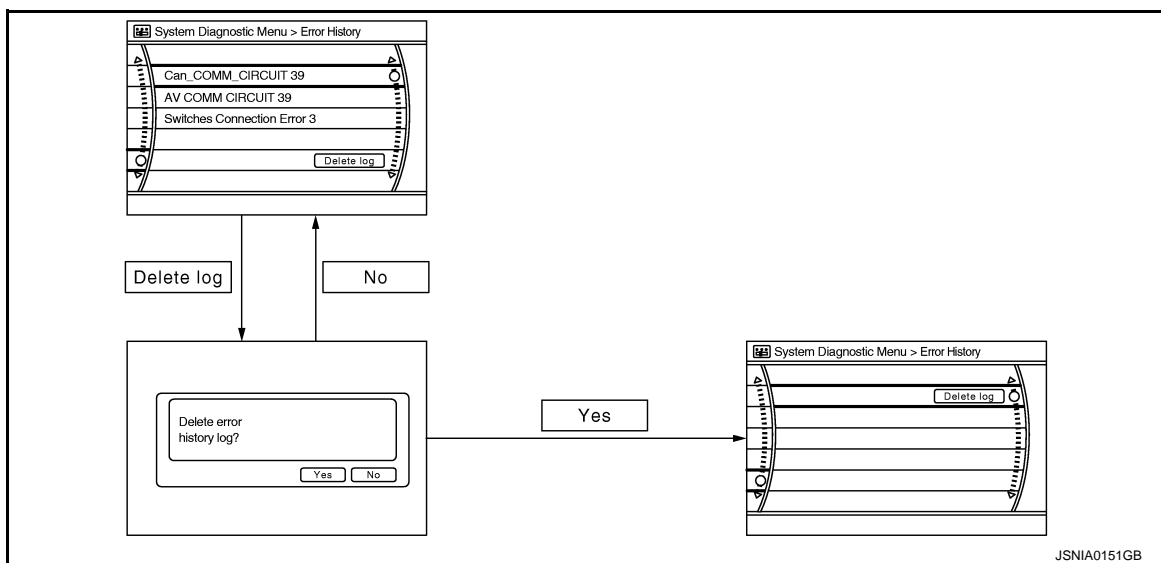 System Diagnostic Menu > Error History
Can_COMM_CIRCUIT 39
AV COMM CIRCUIT 39
Switches Connection Error 3
Delete log
Delete log
No
Delete error
history log?
Yes
No
Yes
System Diagnostic Menu > Error History
Delete log
JSNIA0151GB